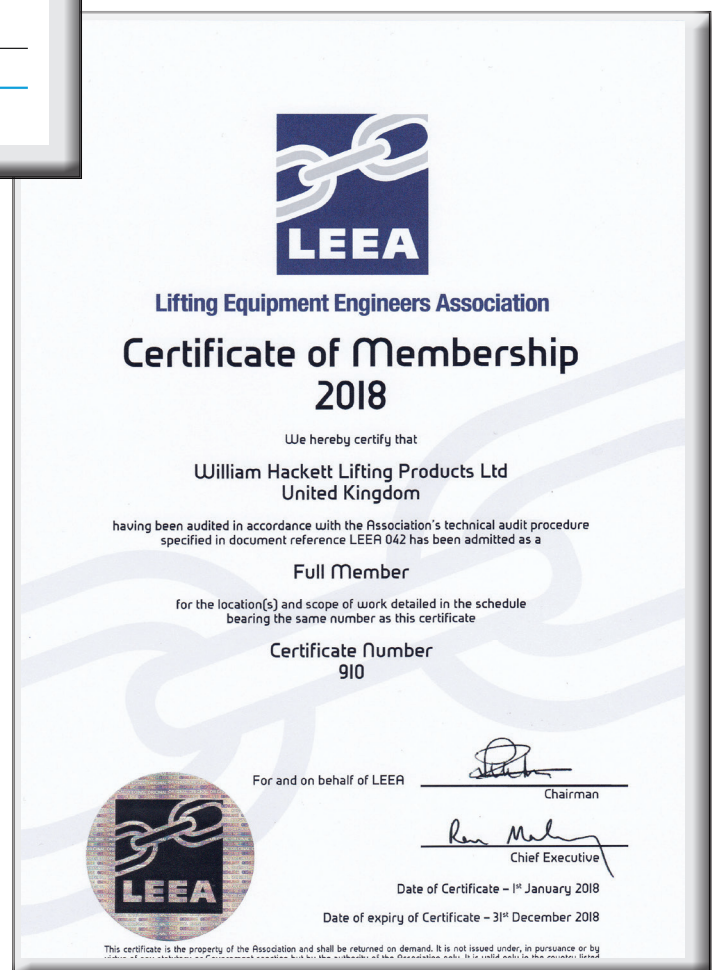 LEEA
Lifting Equipment Engineers Association
Certificate of Membership
2018
We hereby certify that
William Hackett Lifting Products Ltd
United Kingdom
having been audited in accordance with the Association's technical audit procedure
specified in document reference LEEA 042 has been admitted as a
Full Member
for the location(s) and scope of work detailed in the schedule
bearing the same number as this certificate
Certificate Number
910
For and on behalf of LEEA
Chairman
Chief Executive
LEEA
Date of Certificate – 1st January 2018
Date of expiry of Certificate – 31st December 2018
This certificate is the property of the Association and shall be returned on demand. It is not issued under, in pursuance or by